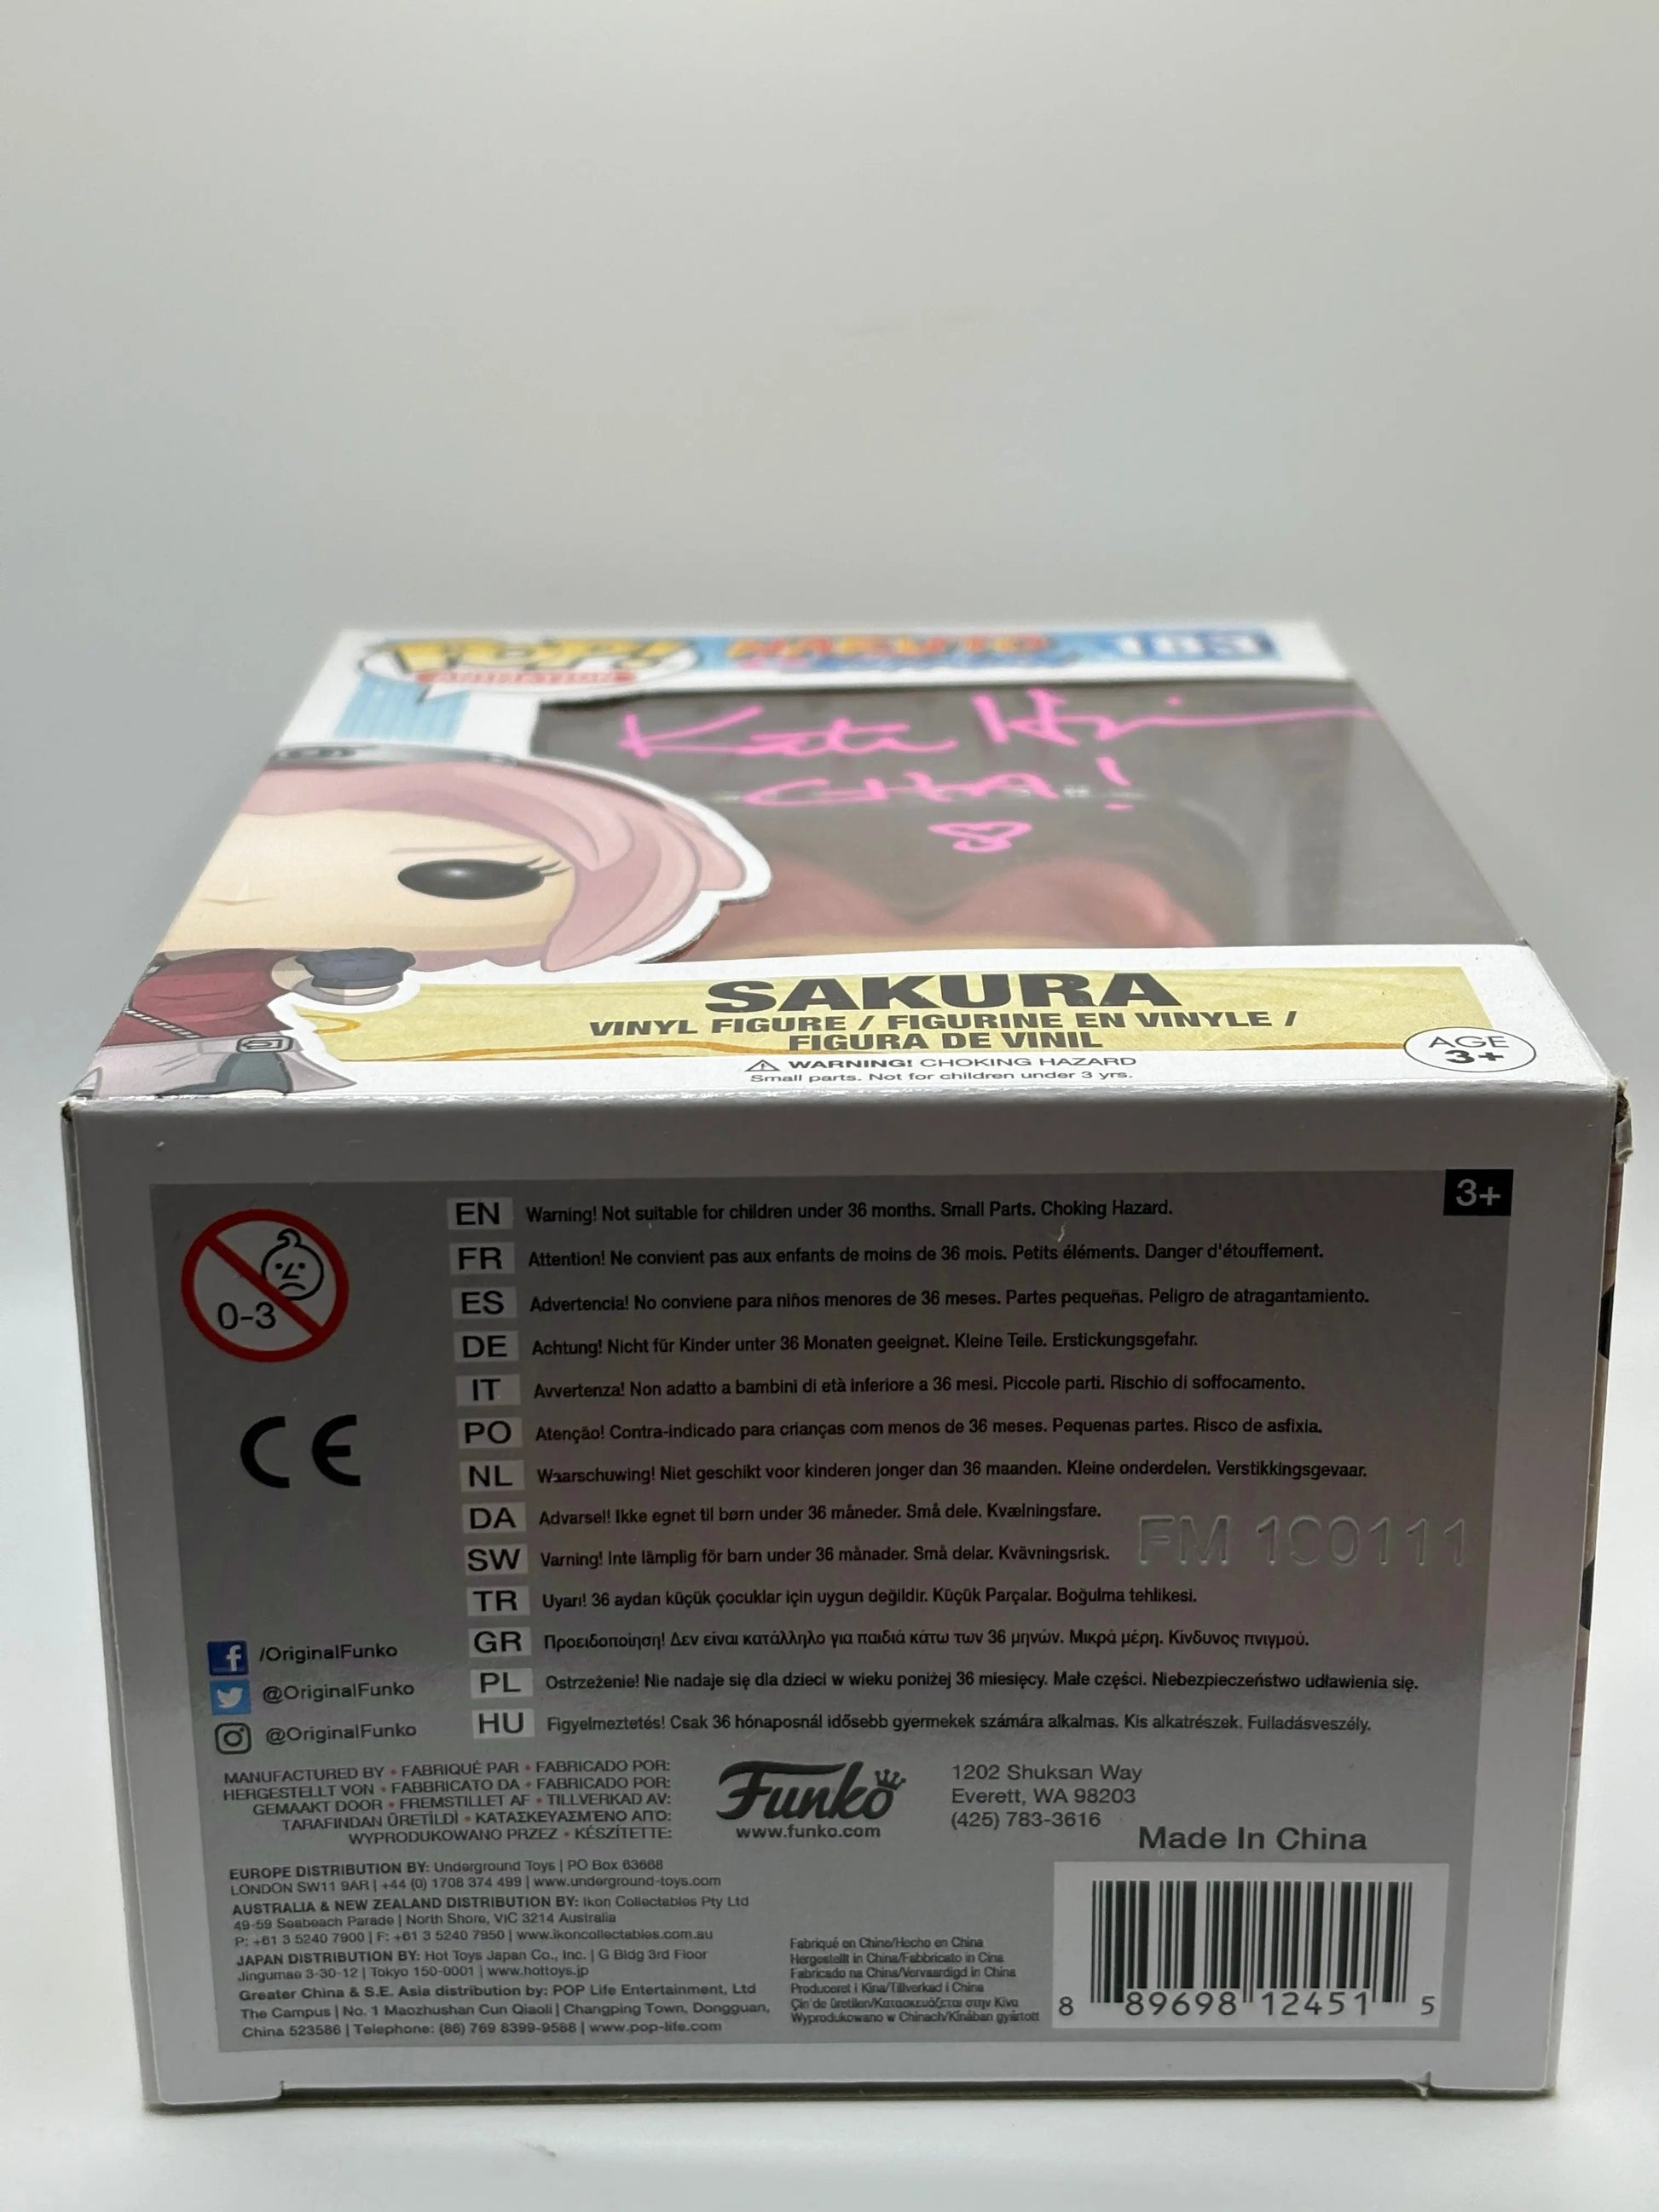 POP!
ANIMATION
NARUTO
Shippuden
183
Kate Higgins
CHA!
SAKURA
VINYL FIGURE / FIGURINE EN VINYLE /
FIGURA DE VINIL
WARNING! CHOKING HAZARD
Small parts. Not for children under 3 yrs.
AGE
3+
3+
0-3
EN Warning! Not suitable for children under 36 months. Small Parts. Choking Hazard.
FR Attention! Ne convient pas aux enfants de moins de 36 mois. Petits éléments. Danger d'étouffement.
ES Advertencia! No conviene para niños menores de 36 meses. Partes pequeñas. Peligro de atragantamiento.
DE Achtung! Nicht für Kinder unter 36 Monaten geeignet. Kleine Teile. Erstickungsgefahr.
IT Avvertenza! Non adatto a bambini di età inferiore a 36 mesi. Piccole parti. Rischio di soffocamento.
PO Atenção! Contra-indicado para crianças com menos de 36 meses. Pequenas partes. Risco de asfixia.
NL Waarschuwing! Niet geschikt voor kinderen jonger dan 36 maanden. Kleine onderdelen. Verstikkingsgevaar.
DA Advarsel! Ikke egnet til børn under 36 måneder. Små dele. Kvælningsfare.
SW Varning! Inte lämplig för barn under 36 månader. Små delar. Kvävningsrisk.
TR Uyarı! 36 aydan küçük çocuklar için uygun değildir. Küçük Parçalar. Boğulma tehlikesi.
GR Προειδοποίηση! Δεν είναι κατάλληλο για παιδιά κάτω των 36 μηνών. Μικρά μέρη. Κίνδυνος πνιγμού.
PL Ostrzeżenie! Nie nadaje się dla dzieci w wieku poniżej 36 miesięcy. Małe części. Niebezpieczeństwo udławienia się.
HU Figyelmeztetés! Csak 36 hónaposnál idősebb gyermekek számára alkalmas. Kis alkatrészek. Fulladásveszély.
CE
FM 1C0111
/OriginalFunko
@OriginalFunko
@OriginalFunko
MANUFACTURED BY • FABRIQUÉ PAR • FABRICADO POR:
HERGESTELLT VON • FABBRICATO DA • FABRICADO POR:
GEMAAKT DOOR • FREMSTILLET AF • TILLVERKAD AV:
TARAFINDAN ÜRETİLDİ • ΚΑΤΑΣΚΕΥΑΣΜΈΝΟ ΑΠΌ:
WYPRODUKOWANO PRZEZ • KÉSZÍTETTE:
Funko
www.funko.com
1202 Shuksan Way
Everett, WA 98203
(425) 783-3616
Made In China
EUROPE DISTRIBUTION BY: Underground Toys | PO Box 63668
LONDON SW11 9AR | +44 (0) 1708 374 499 | www.underground-toys.com
AUSTRALIA & NEW ZEALAND DISTRIBUTION BY: Ikon Collectables Pty Ltd
49-59 Seabeach Parade | North Shore, VIC 3214 Australia
P: +61 3 5240 7900 | F: +61 3 5240 7950 | www.ikoncollectables.com.au
JAPAN DISTRIBUTION BY: Hot Toys Japan Co., Inc. | G Bldg 3rd Floor
Jingumae 3-30-12 | Tokyo 150-0001 | www.hottoys.jp
Greater China & S.E. Asia distribution by: POP Life Entertainment, Ltd
The Campus | No. 1 Maozhushan Cun Qiaoli | Changping Town, Dongguan,
China 523586 | Telephone: (86) 769 8399-9588 | www.pop-life.com
Fabriqué en Chine/Hecho en China
Hergestellt in China/Fabbricato in Cina
Fabricado na China/Vervaardigd in China
Produceret i Kina/Tillverkad i China
Çin'de üretilen/Κατασκευάζεται στην Κίνα
Wyprodukowano w Chinach/Kínában gyártott
8 89698 12451 5